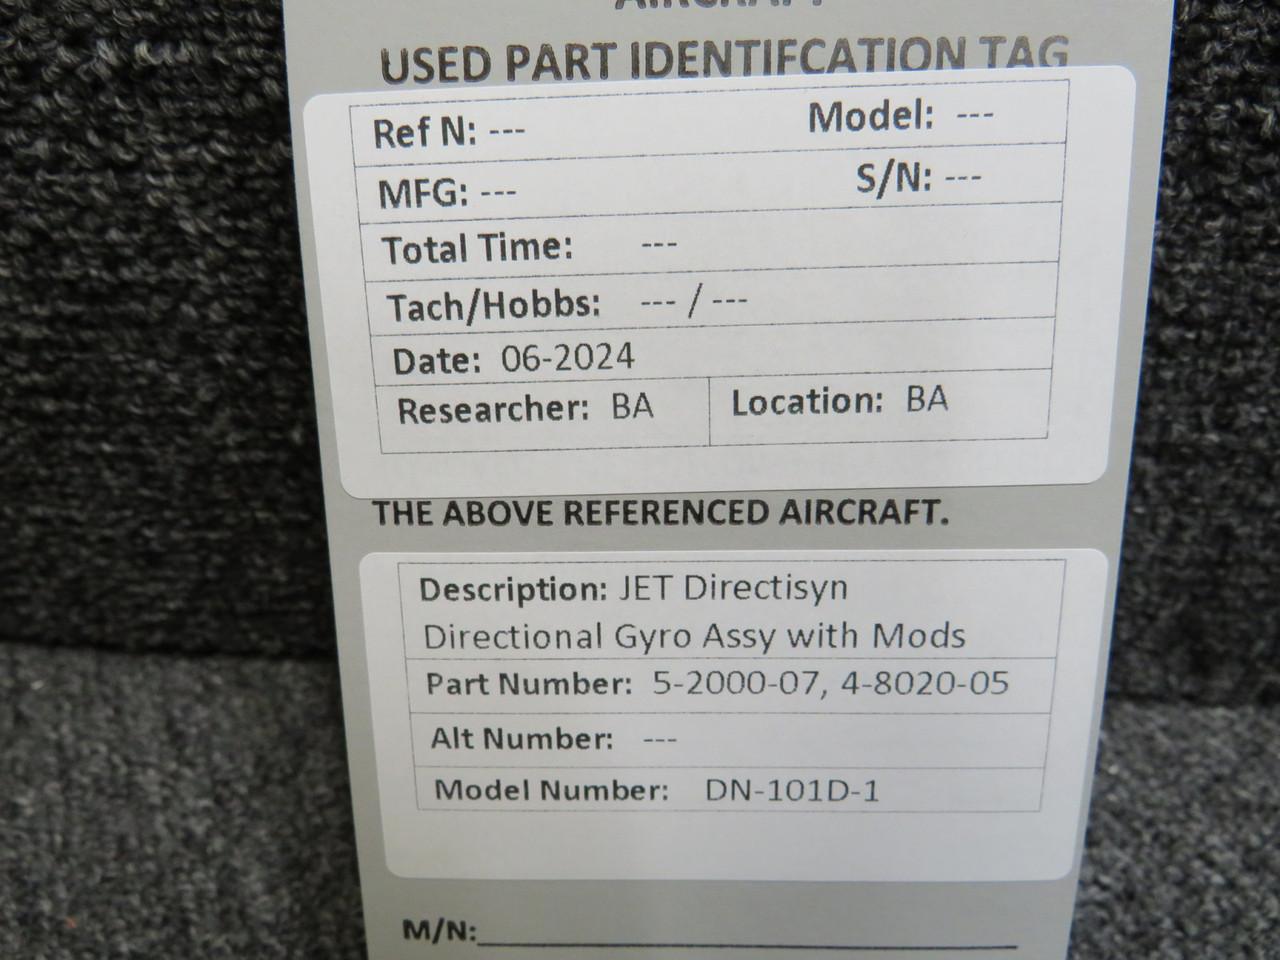 AIRCRAFT
USED PART IDENTIFCATION TAG
Ref N: --- Model: ---
MFG: --- S/N: ---
Total Time: ---
Tach/Hobbs: --- / ---
Date: 06-2024
Researcher: BA Location: BA
THE ABOVE REFERENCED AIRCRAFT.
Description: JET Directisyn
Directional Gyro Assy with Mods
Part Number: 5-2000-07, 4-8020-05
Alt Number: ---
Model Number: DN-101D-1
M/N: